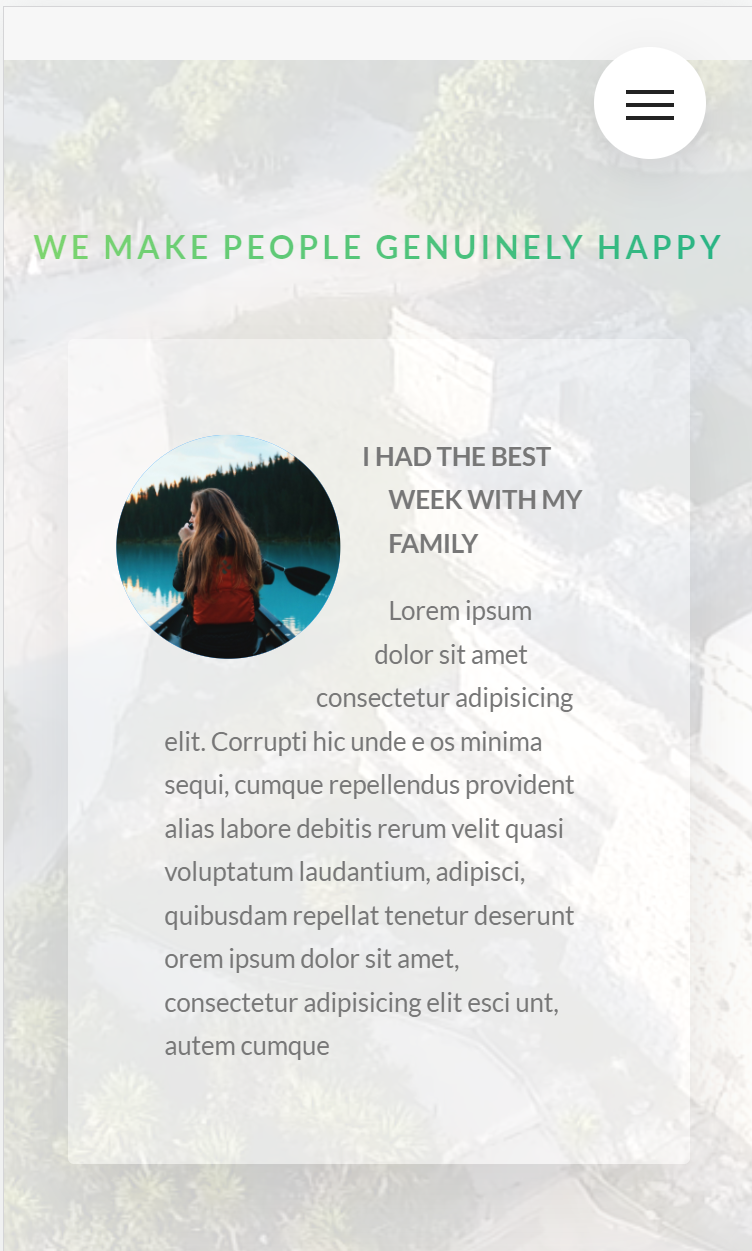 WE MAKE PEOPLE GENUINELY HAPPY
I HAD THE BEST
WEEK WITH MY
FAMILY
Lorem ipsum
dolor sit amet
consectetur adipisicing
elit. Corrupti hic unde e os minima
sequi, cumque repellendus provident
alias labore debitis rerum velit quasi
voluptatum laudantium, adipisci,
quibusdam repellat tenetur deserunt
orem ipsum dolor sit amet,
consectetur adipisicing elit esci unt,
autem cumque